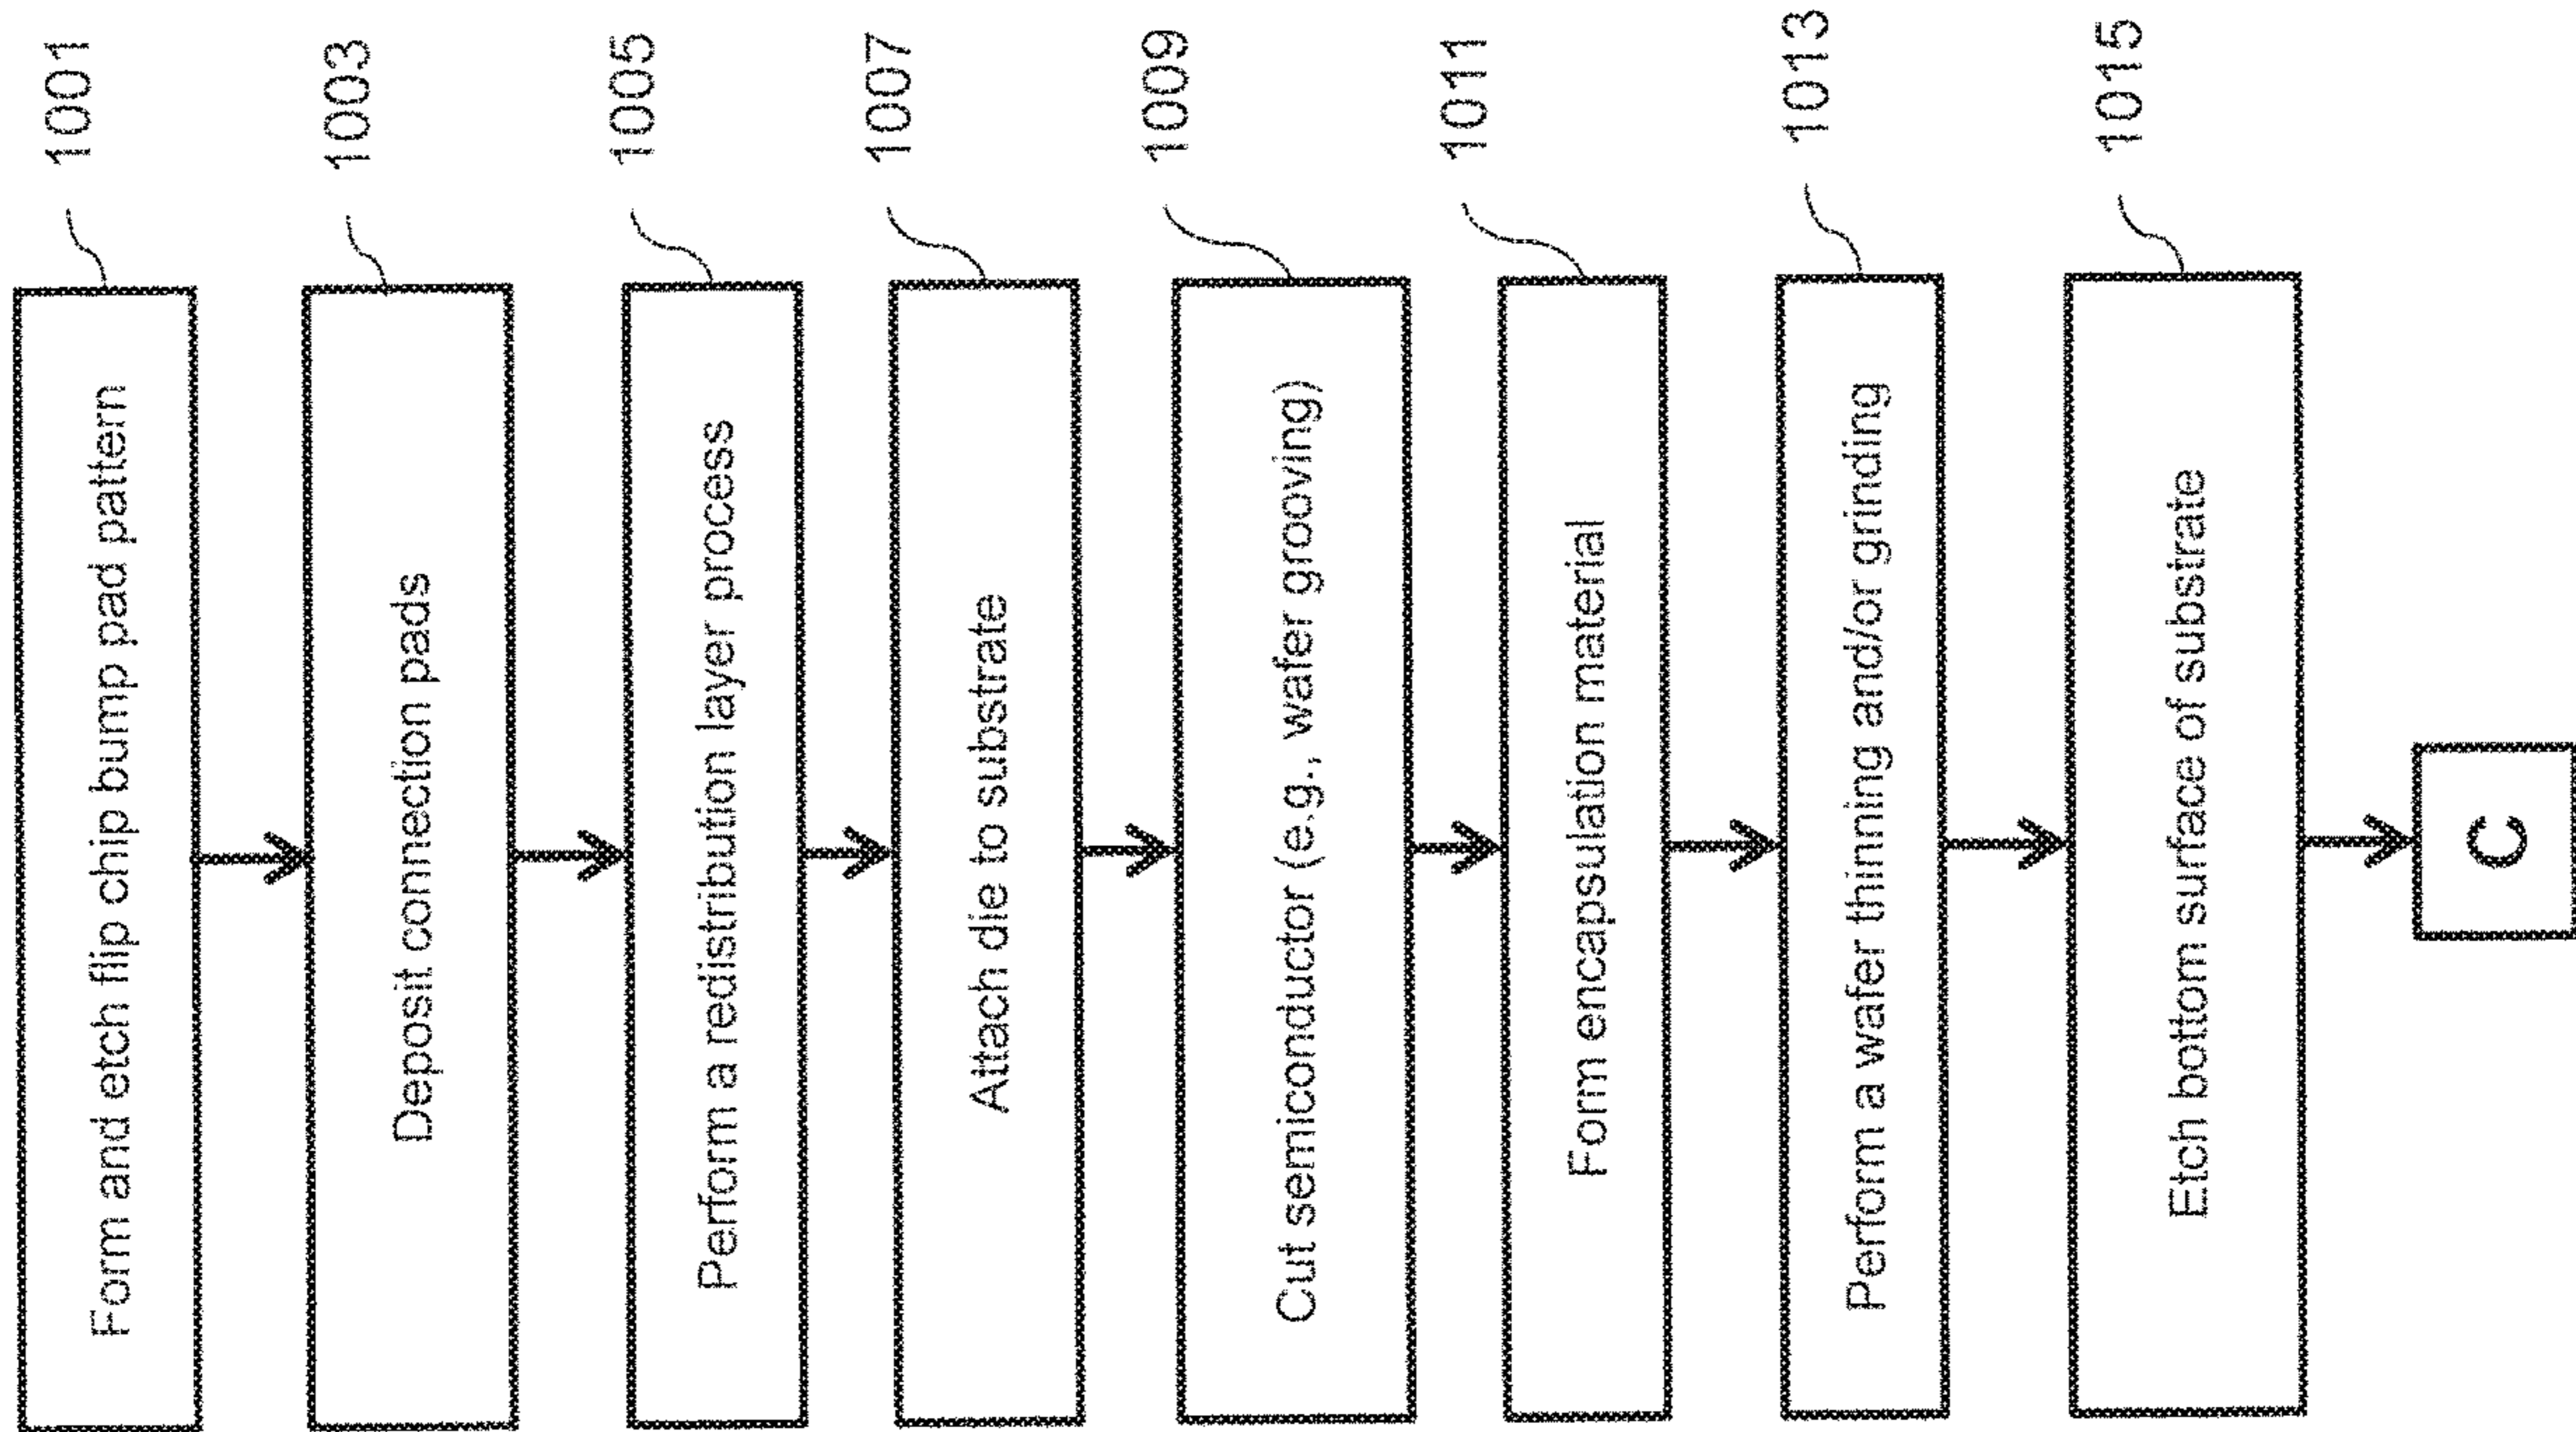 Form and etch flip chip bump pad pattern
1001
Deposit connection pads
1003
Perform a redistribution layer process
1005
Attach die to substrate
1007
Cut semiconductor (e.g., wafer grooving)
1009
Form encapsulation material
1011
Perform a wafer thinning and/or grinding
1013
Etch bottom surface of substrate
1015
C